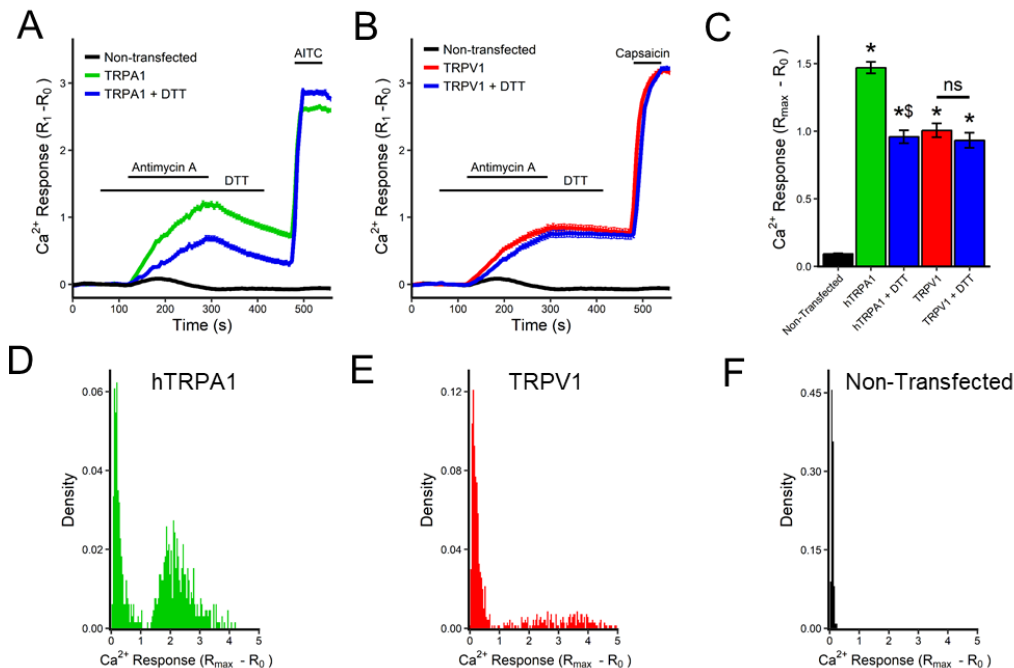 A
Non-transfected
TRPA1
TRPA1 + DTT
AITC
Antimycin A
DTT
Ca2+ Response (R1 -R0)
3
2
1
0
0 100 200 300 400 500
Time (s)
B
Non-transfected
TRPV1
TRPV1 + DTT
Capsaicin
Antimycin A
DTT
Ca2+ Response (R1 -R0)
3
2
1
0
0 100 200 300 400 500
Time (s)
C
Ca2+ Response (Rmax - R0)
1.5
1.0
0.5
0.0
*
*$
*
ns
*
Non-Transfected
hTRPA1
hTRPA1 + DTT
TRPV1
TRPV1 + DTT
D
hTRPA1
Density
0.06
0.04
0.02
0.00
0 1 2 3 4 5
Ca2+ Response (Rmax - R0 )
E
TRPV1
Density
0.12
0.08
0.04
0.00
0 1 2 3 4 5
Ca2+ Response (Rmax - R0 )
F
Non-Transfected
Density
0.45
0.30
0.15
0.00
0 1 2 3 4 5
Ca2+ Response (Rmax - R0 )